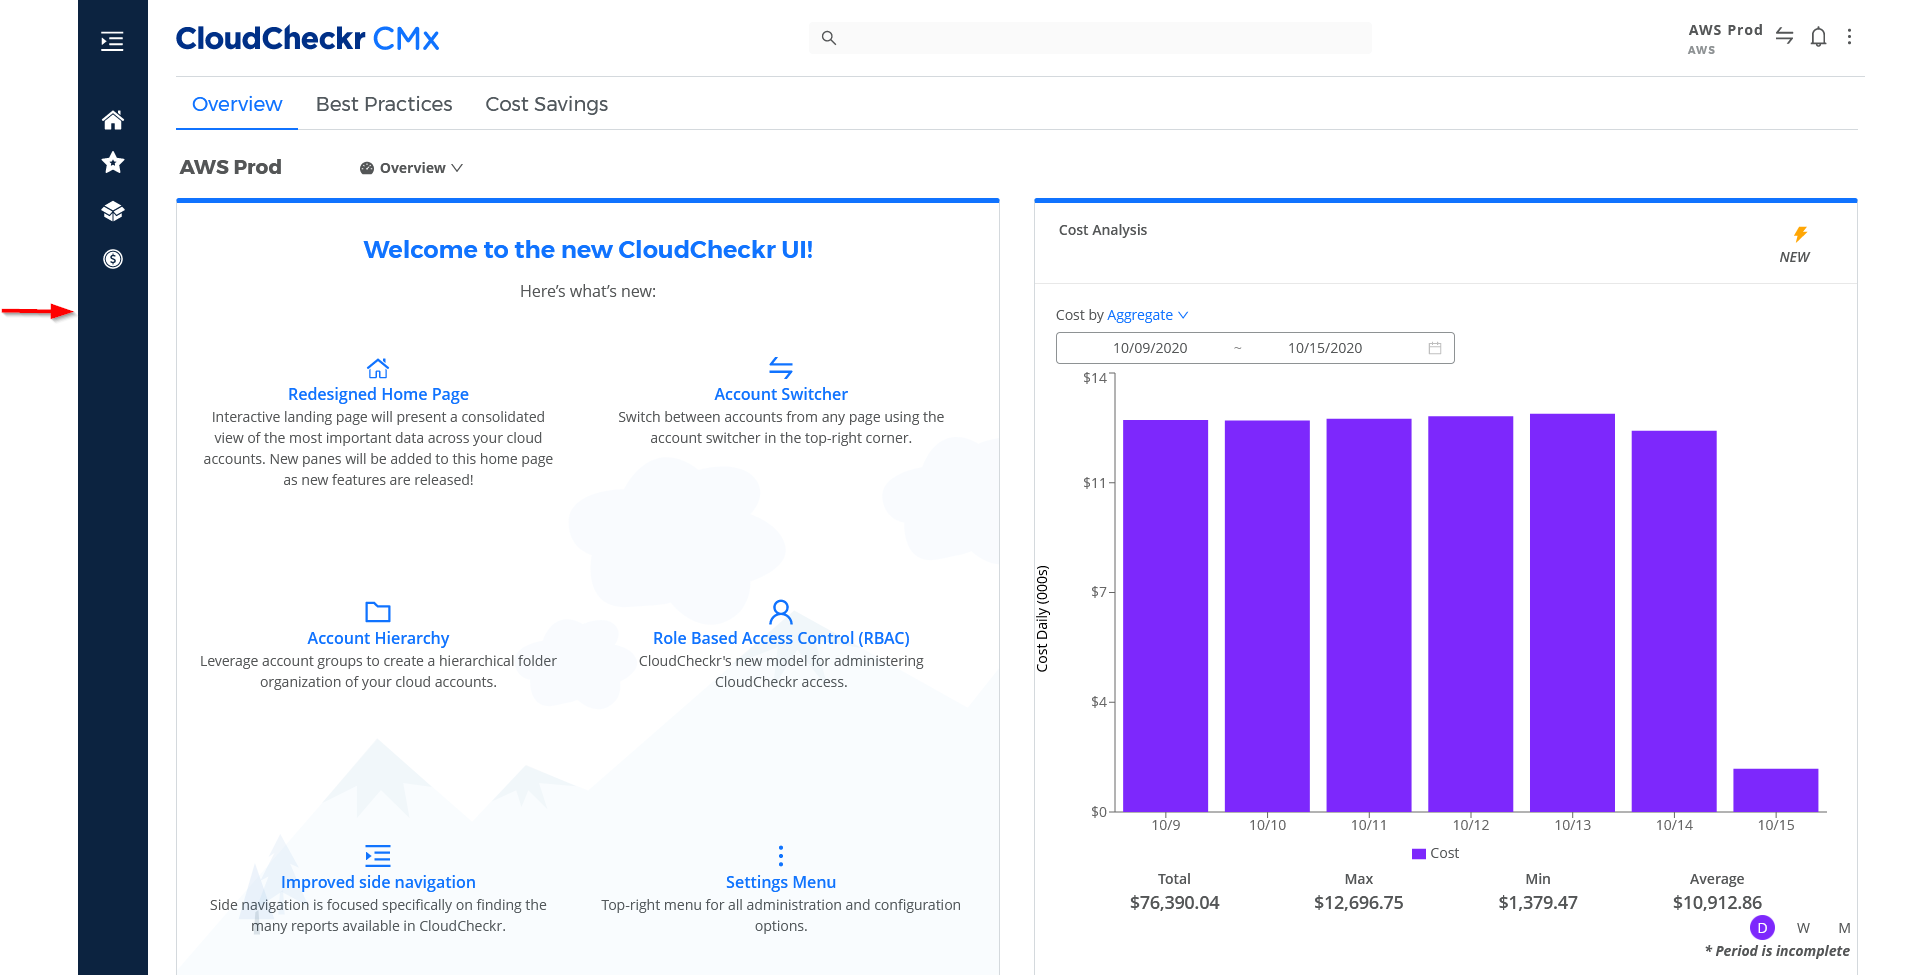 CloudCheckr CMx
AWS Prod
AWS
Overview
Best Practices
Cost Savings
AWS Prod
Overview
Welcome to the new CloudCheckr UI!
Here’s what’s new:
Redesigned Home Page
Interactive landing page will present a consolidated
view of the most important data across your cloud
accounts. New panes will be added to this home page
as new features are released!
Account Switcher
Switch between accounts from any page using the
account switcher in the top-right corner.
Account Hierarchy
Leverage account groups to create a hierarchical folder
organization of your cloud accounts.
Role Based Access Control (RBAC)
CloudCheckr's new model for administering
CloudCheckr access.
Improved side navigation
Side navigation is focused specifically on finding the
many reports available in CloudCheckr.
Settings Menu
Top-right menu for all administration and configuration
options.
Cost Analysis
NEW
Cost by Aggregate
10/09/2020 ~ 10/15/2020
Cost Daily (000s)
$14
$11
$7
$4
$0
10/9 10/10 10/11 10/12 10/13 10/14 10/15
Cost
Total Max Min Average
$76,390.04 $12,696.75 $1,379.47 $10,912.86
D W M
* Period is incomplete